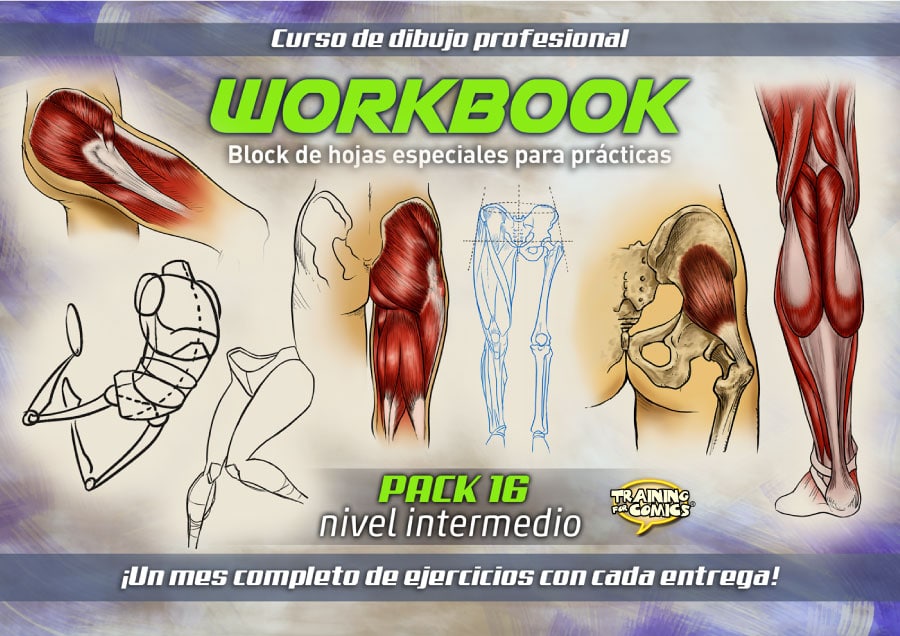 Curso de dibujo profesional
WORKBOOK
Block de hojas especiales para prácticas
PACK 16
nivel intermedio
TRAINING
FOR COMICS®
¡Un mes completo de ejercicios con cada entrega!